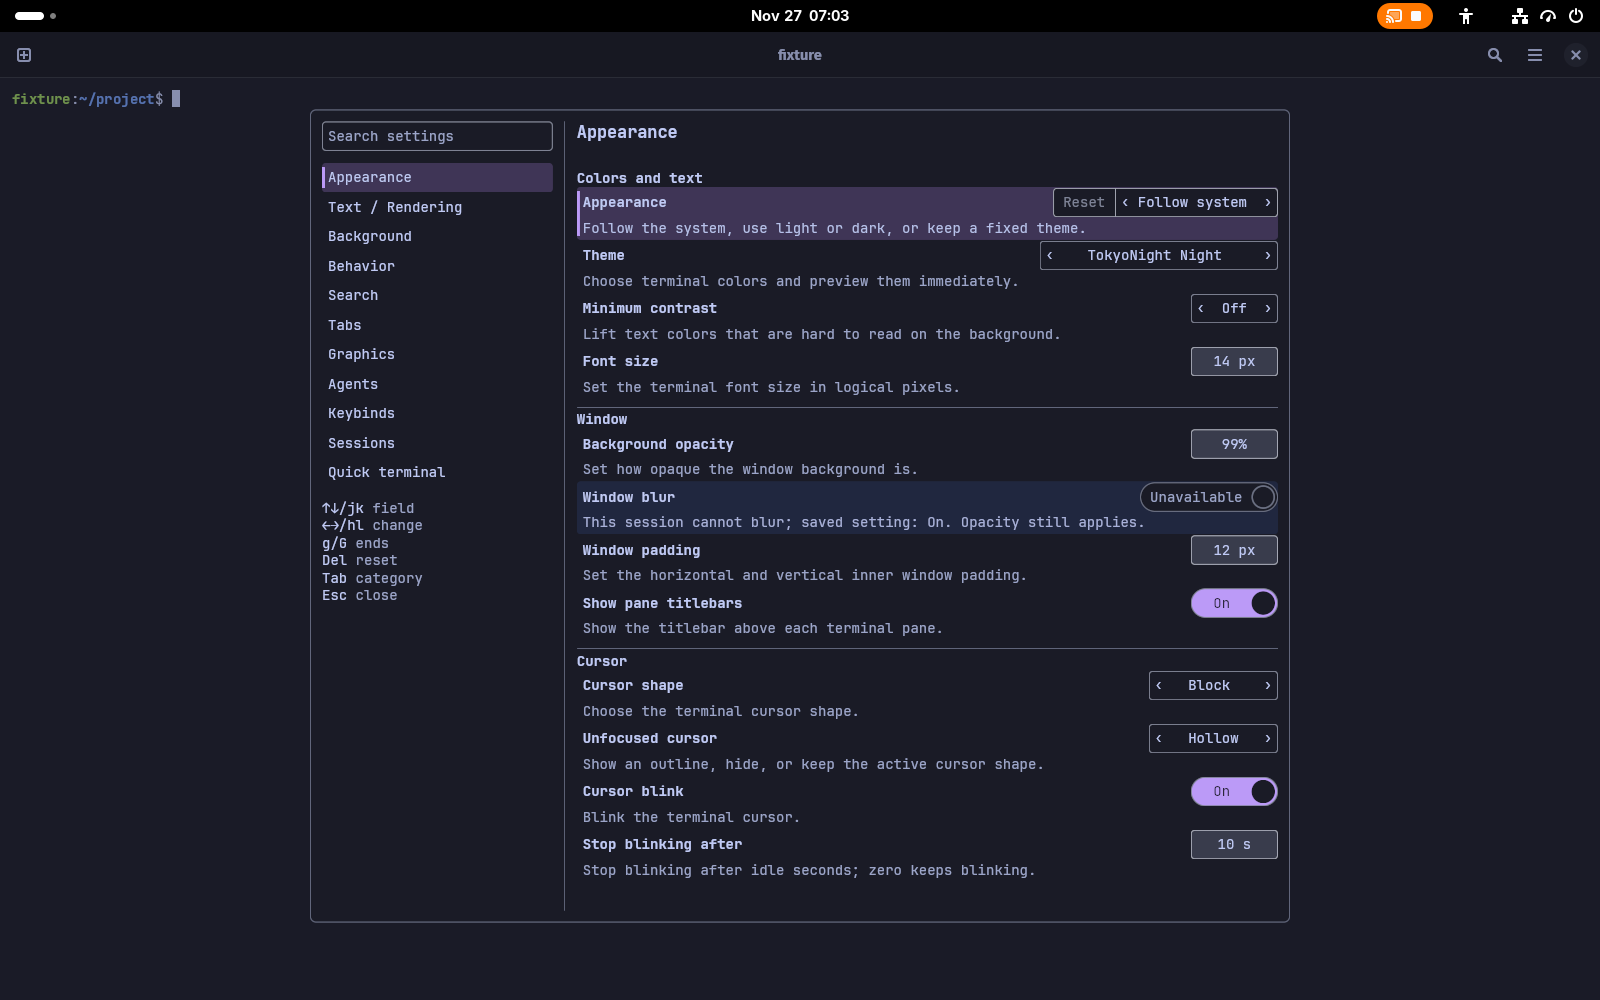 Nov 27 07:03
fixture
fixture:~/project$
Search settings
Appearance
Text / Rendering
Background
Behavior
Search
Tabs
Graphics
Agents
Keybinds
Sessions
Quick terminal
↑↓/jk field
↔/hl change
g/G ends
Del reset
Tab category
Esc close
Appearance
Colors and text
Appearance Reset ‹ Follow system ›
Follow the system, use light or dark, or keep a fixed theme.
Theme ‹ TokyoNight Night ›
Choose terminal colors and preview them immediately.
Minimum contrast ‹ Off ›
Lift text colors that are hard to read on the background.
Font size 14 px
Set the terminal font size in logical pixels.
Window
Background opacity 99%
Set how opaque the window background is.
Window blur Unavailable
This session cannot blur; saved setting: On. Opacity still applies.
Window padding 12 px
Set the horizontal and vertical inner window padding.
Show pane titlebars On
Show the titlebar above each terminal pane.
Cursor
Cursor shape ‹ Block ›
Choose the terminal cursor shape.
Unfocused cursor ‹ Hollow ›
Show an outline, hide, or keep the active cursor shape.
Cursor blink On
Blink the terminal cursor.
Stop blinking after 10 s
Stop blinking after idle seconds; zero keeps blinking.